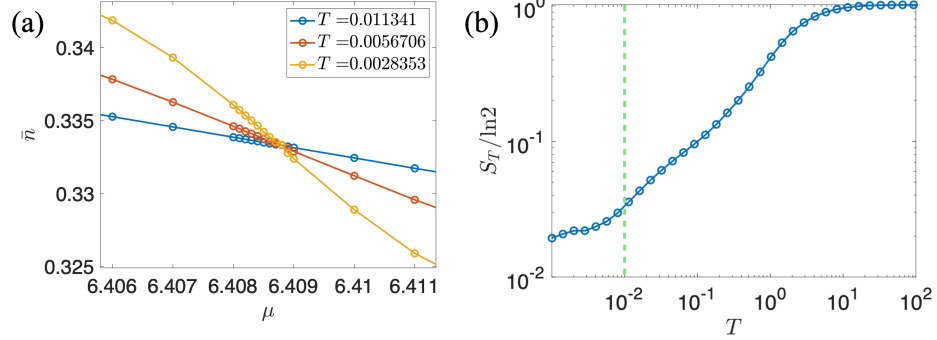 (a)
T = 0.011341
T = 0.0056706
T = 0.0028353
0.34
0.335
0.33
0.325
n̄
6.406 6.407 6.408 6.409 6.41 6.411
μ
(b)
10⁰
10⁻¹
10⁻²
S_T/ln2
10⁻² 10⁻¹ 10⁰ 10¹ 10²
T